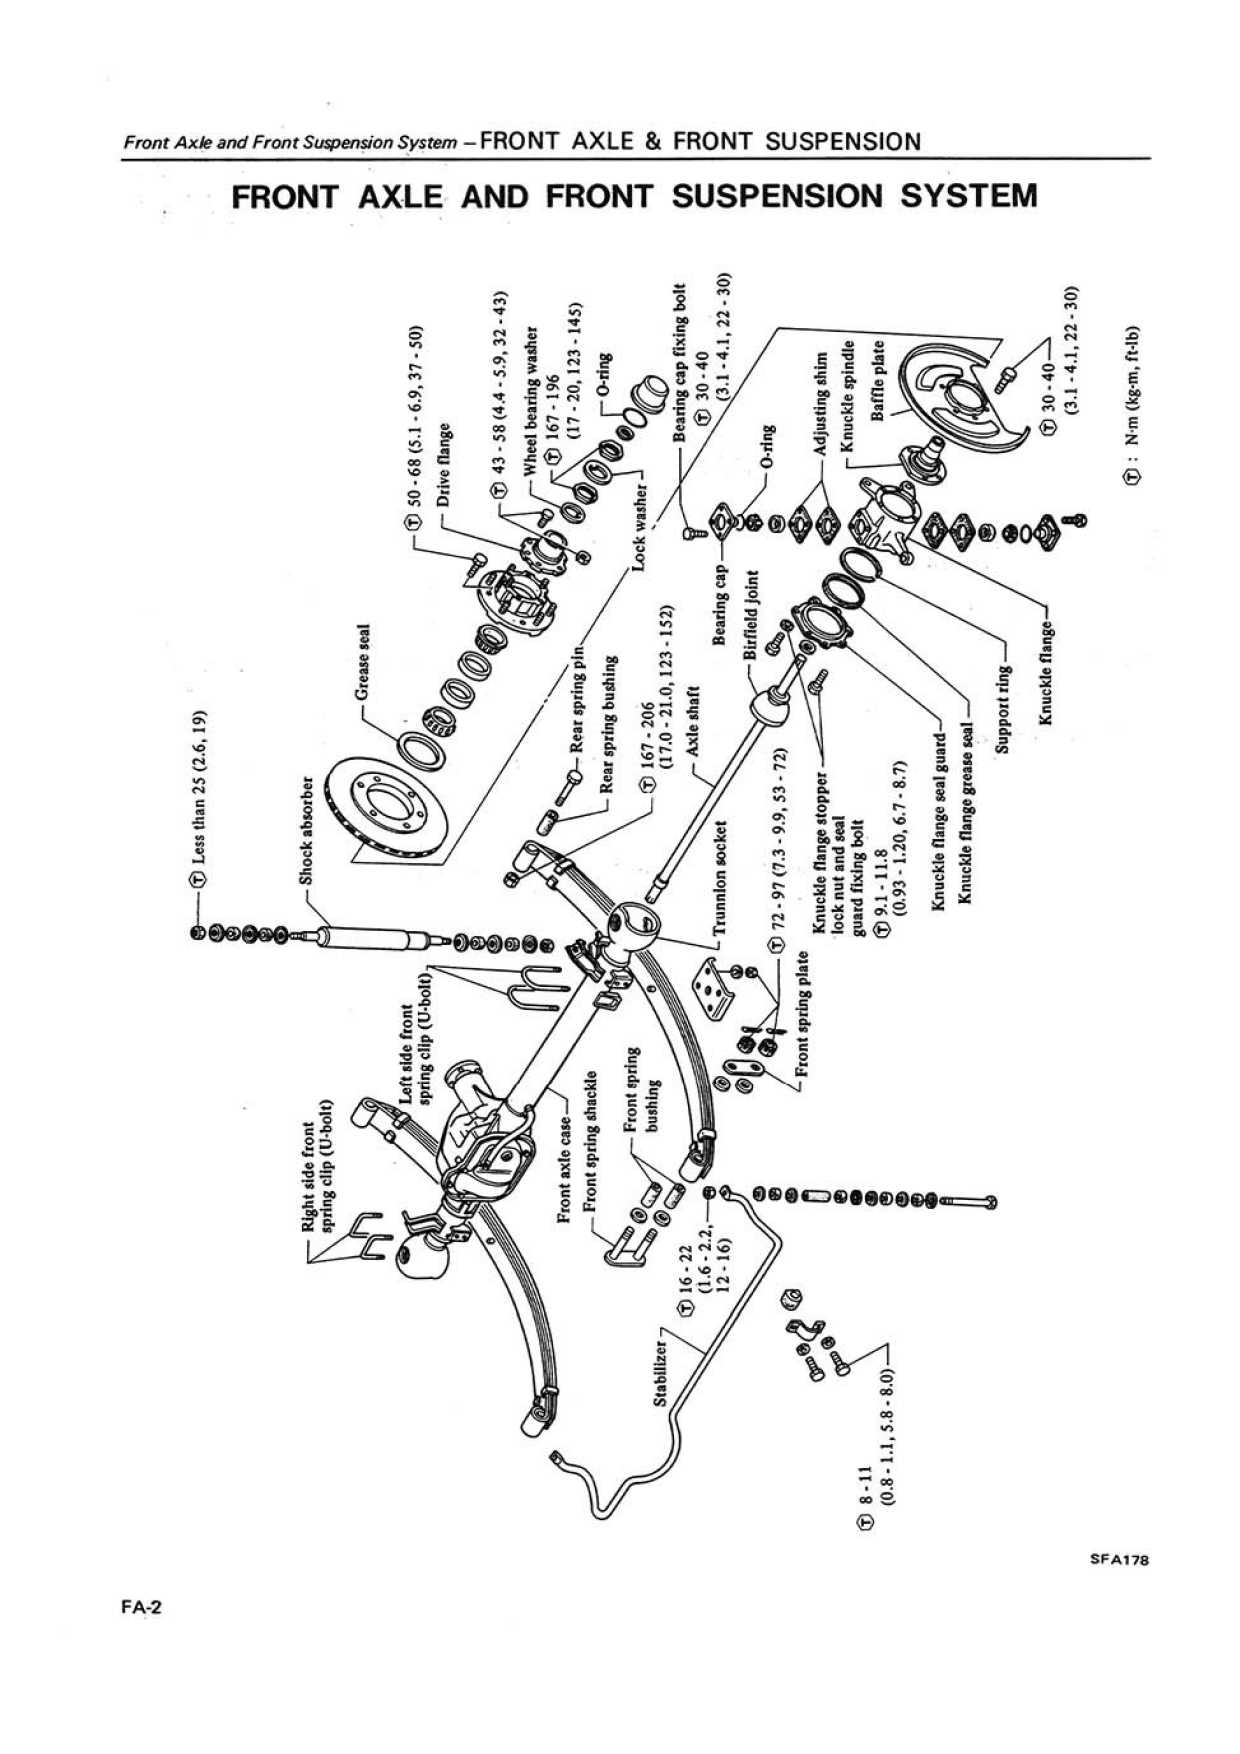 Front Axle and Front Suspension System – FRONT AXLE & FRONT SUSPENSION
FRONT AXLE AND FRONT SUSPENSION SYSTEM
Ⓣ Less than 25 (2.6, 19)
Shock absorber
Right side front
spring clip (U-bolt)
Left side front
spring clip (U-bolt)
Grease seal
Ⓣ 50 - 68 (5.1 - 6.9, 37 - 50)
Drive flange
Ⓣ 43 - 58 (4.4 - 5.9, 32 - 43)
Wheel bearing washer
Ⓣ 167 - 196
(17 - 20, 123 - 145)
O-ring
Lock washer
Rear spring pin
Rear spring bushing
Ⓣ 167 - 206
(17.0 - 21.0, 123 - 152)
Bearing cap fixing bolt
Ⓣ 30 - 40
(3.1 - 4.1, 22 - 30)
O-ring
Adjusting shim
Knuckle spindle
Baffle plate
Ⓣ 30 - 40
(3.1 - 4.1, 22 - 30)
Ⓣ : N·m (kg-m, ft-lb)
Bearing cap
Birfield joint
Axle shaft
Trunnion socket
Ⓣ 72 - 97 (7.3 - 9.9, 53 - 72)
Front spring plate
Knuckle flange stopper
lock nut and seal
guard fixing bolt
Ⓣ 9.1 - 11.8
(0.93 - 1.20, 6.7 - 8.7)
Knuckle flange seal guard
Knuckle flange grease seal
Support ring
Knuckle flange
Front axle case
Front spring shackle
Front spring
bushing
Ⓣ 16 - 22
(1.6 - 2.2,
12 - 16)
Stabilizer
Ⓣ 8 - 11
(0.8 - 1.1, 5.8 - 8.0)
SFA178
FA-2